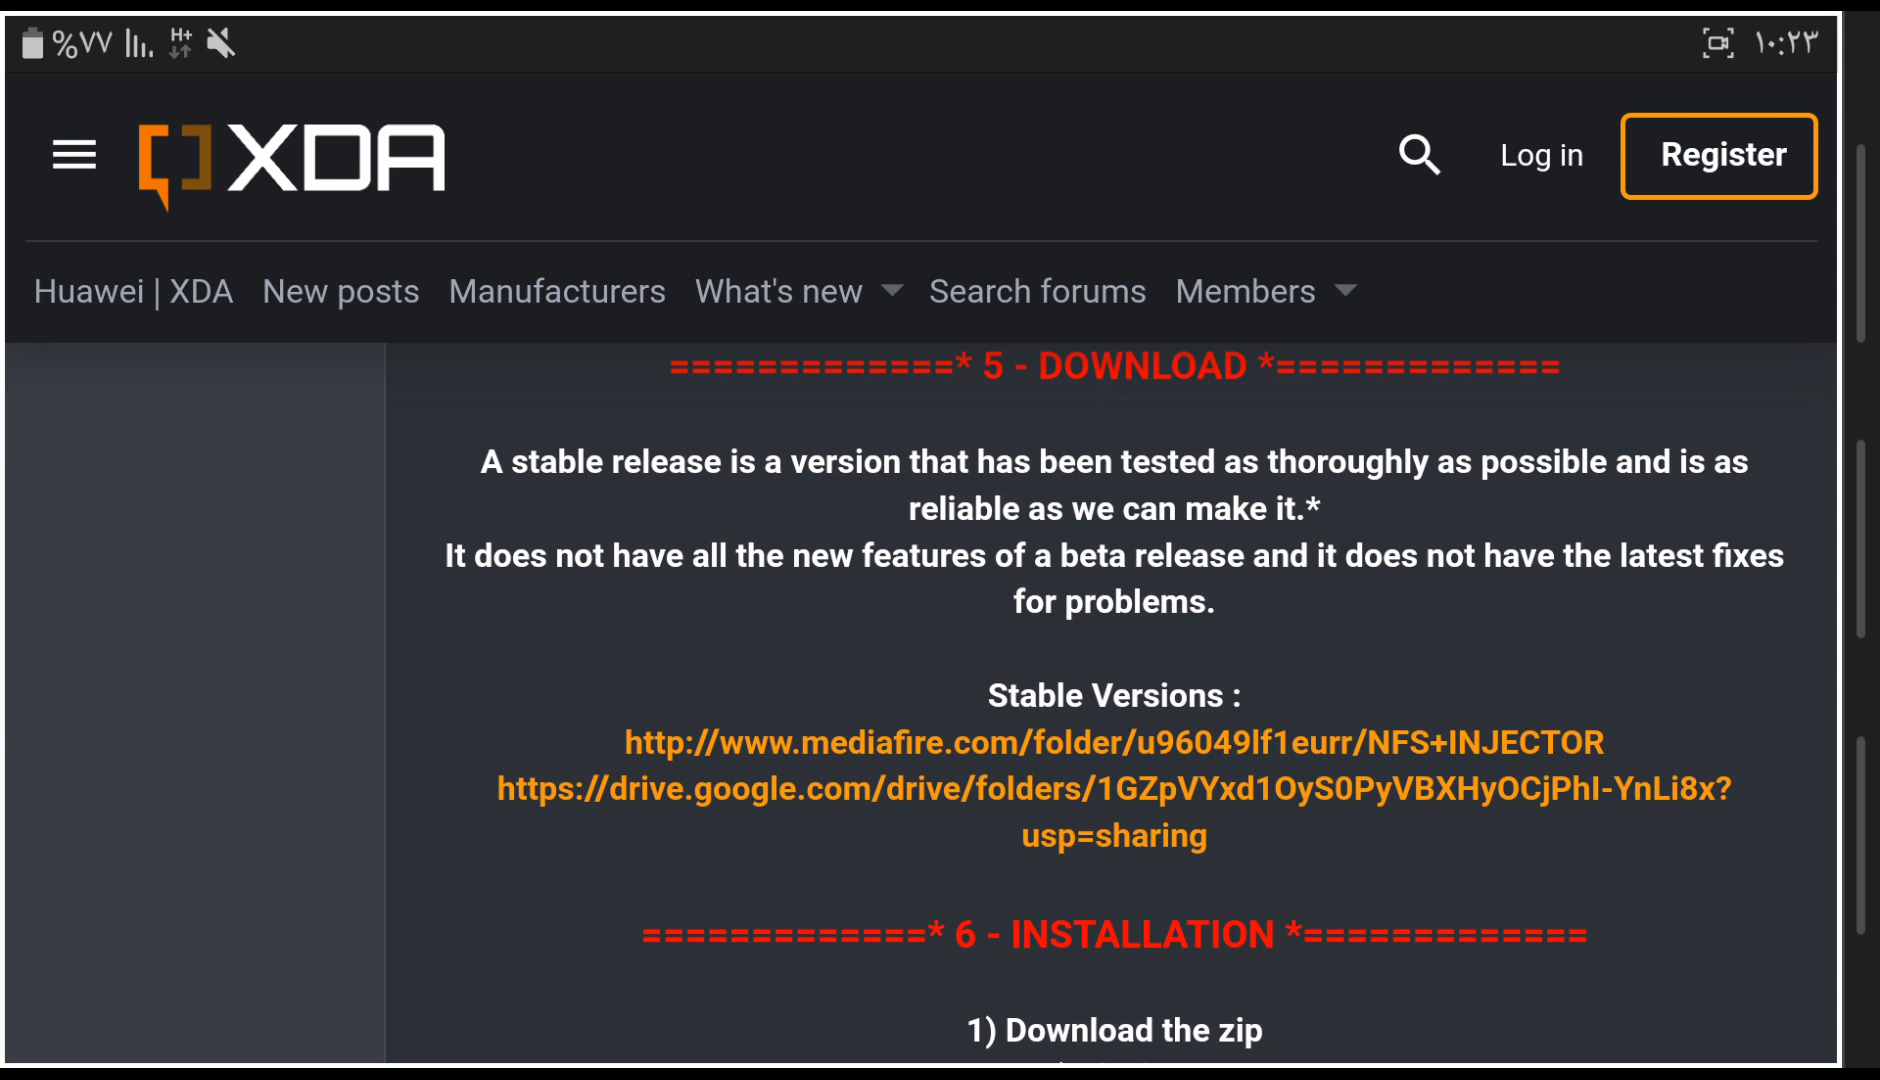 %٧٧ H+ ١٠:٢٣
XDA Log in Register
Huawei | XDA New posts Manufacturers What's new Search forums Members
=============* 5 - DOWNLOAD *=============
A stable release is a version that has been tested as thoroughly as possible and is as
reliable as we can make it.*
It does not have all the new features of a beta release and it does not have the latest fixes
for problems.
Stable Versions :
http://www.mediafire.com/folder/u96049lf1eurr/NFS+INJECTOR
https://drive.google.com/drive/folders/1GZpVYxd1OyS0PyVBXHyOCjPhI-YnLi8x?
usp=sharing
=============* 6 - INSTALLATION *=============
1) Download the zip